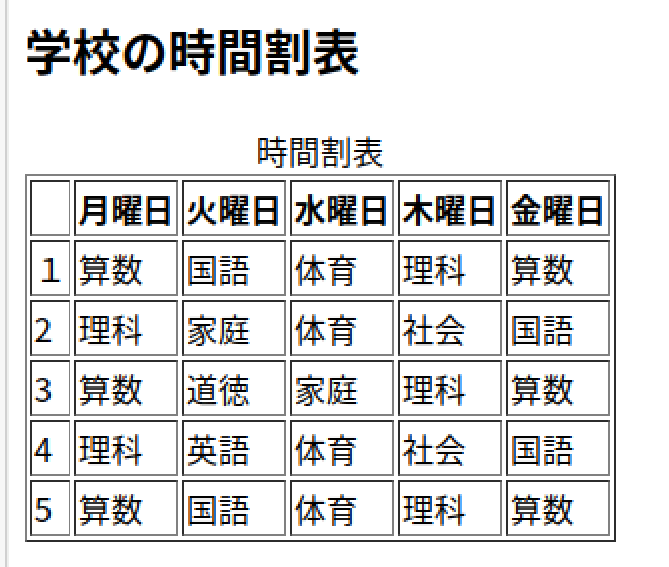 学校の時間割表
時間割表
月曜日 火曜日 水曜日 木曜日 金曜日
１ 算数 国語 体育 理科 算数
2 理科 家庭 体育 社会 国語
3 算数 道徳 家庭 理科 算数
4 理科 英語 体育 社会 国語
5 算数 国語 体育 理科 算数